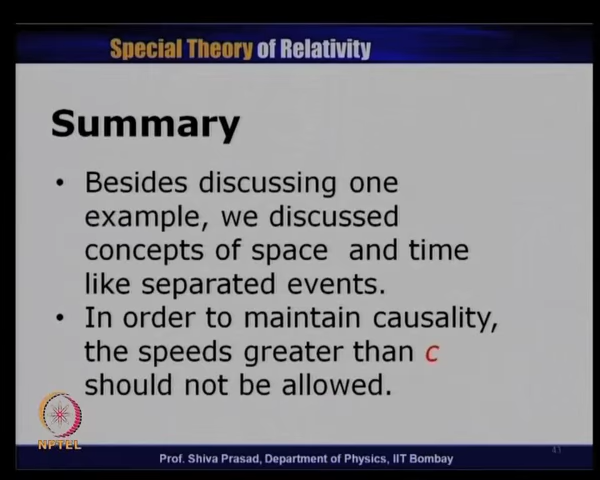 Special Theory of Relativity
Summary
• Besides discussing one
example, we discussed
concepts of space and time
like separated events.
• In order to maintain causality,
the speeds greater than c
should not be allowed.
NPTEL
Prof. Shiva Prasad, Department of Physics, IIT Bombay
41